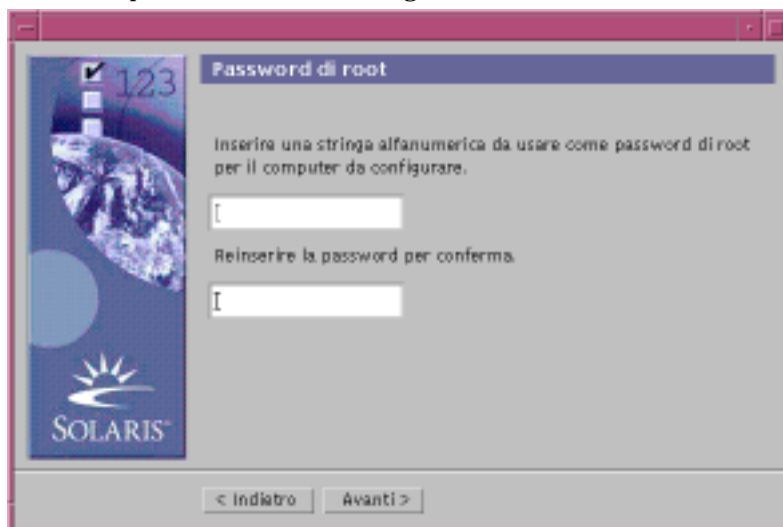 123
Password di root
Inserire una stringa alfanumerica da usare come password di root
per il computer da configurare.
Reinserire la password per conferma.
SOLARIS
< Indietro
Avanti >